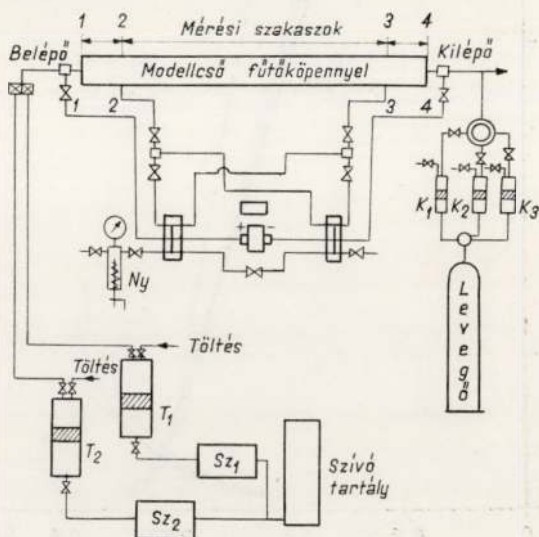 1 2 Mérési szakaszok 3 4
Belépő
Kilépő
Modellcső fűtőköpennyel
1 2 3 4
K1 K2 K3
+ -
Ny
Levegő
Töltés
Töltés
T1
T2
Sz1
Sz2
Szívó
tartály